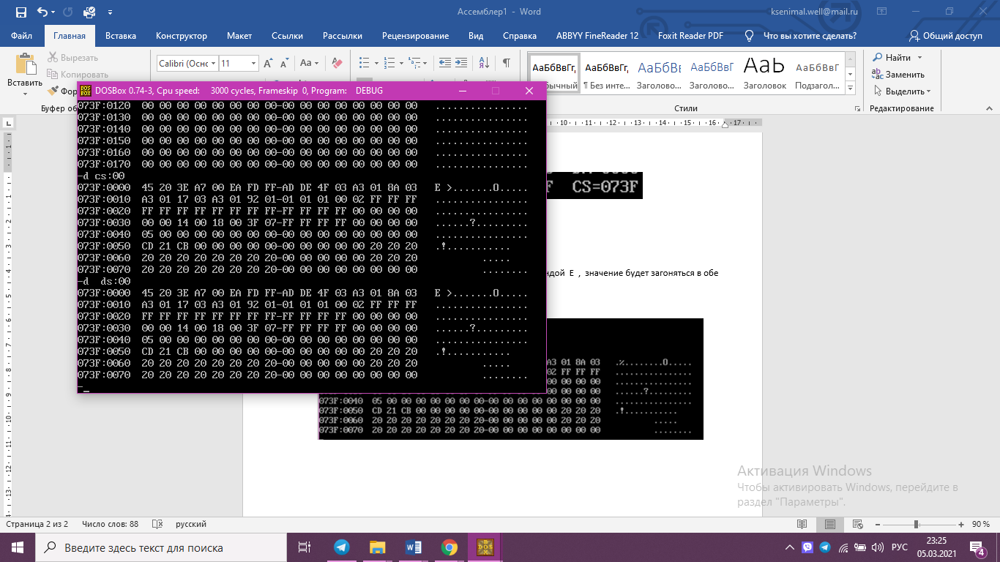 Ассемблер1 - Word
ksenimal.well@mail.ru
Файл Главная Вставка Конструктор Макет Ссылки Рассылки Рецензирование Вид Справка ABBYY FineReader 12 Foxit Reader PDF Что вы хотите сделать? Общий доступ
Вставить
Вырезать
Копировать
Буфер
Calibri (Оснс 11
АаБбВвГг, АаБбВвГг, АаБбВвГ АаБбВвГ АаБ АаБбВвГ
¶ Без инте... Заголово... Заголово... Заголовок Подзагол...
Стили
Найти
Заменить
Выделить
Редактирование
DOSBox 0.74-3, Cpu speed: 3000 cycles, Frameskip 0, Program: DEBUG
073F:0120 00 00 00 00 00 00 00 00-00 00 00 00 00 00 00 00 ................
073F:0130 00 00 00 00 00 00 00 00-00 00 00 00 00 00 00 00 ................
073F:0140 00 00 00 00 00 00 00 00-00 00 00 00 00 00 00 00 ................
073F:0150 00 00 00 00 00 00 00 00-00 00 00 00 00 00 00 00 ................
073F:0160 00 00 00 00 00 00 00 00-00 00 00 00 00 00 00 00 ................
073F:0170 00 00 00 00 00 00 00 00-00 00 00 00 00 00 00 00 ................
-d cs:00
073F:0000 45 20 3E A7 00 EA FD FF-AD DE 4F 03 A3 01 8A 03 E >.......O.....
073F:0010 A3 01 17 03 A3 01 92 01-01 01 01 00 02 FF FF FF ................
073F:0020 FF FF FF FF FF FF FF FF-FF FF FF FF 00 00 00 00 ................
073F:0030 00 00 14 00 18 00 3F 07-FF FF FF FF 00 00 00 00 ......?.........
073F:0040 05 00 00 00 00 00 00 00-00 00 00 00 00 00 00 00 ................
073F:0050 CD 21 CB 00 00 00 00 00-00 00 00 00 00 20 20 20 .!...........
073F:0060 20 20 20 20 20 20 20 20-00 00 00 00 00 20 20 20 .....
073F:0070 20 20 20 20 20 20 20 20-00 00 00 00 00 00 00 00 ........
-d ds:00
073F:0000 45 20 3E A7 00 EA FD FF-AD DE 4F 03 A3 01 8A 03 E >.......O.....
073F:0010 A3 01 17 03 A3 01 92 01-01 01 01 00 02 FF FF FF ................
073F:0020 FF FF FF FF FF FF FF FF-FF FF FF FF 00 00 00 00 ................
073F:0030 00 00 14 00 18 00 3F 07-FF FF FF FF 00 00 00 00 ......?.........
073F:0040 05 00 00 00 00 00 00 00-00 00 00 00 00 00 00 00 ................
073F:0050 CD 21 CB 00 00 00 00 00-00 00 00 00 00 20 20 20 .!...........
073F:0060 20 20 20 20 20 20 20 20-00 00 00 00 00 20 20 20 .....
073F:0070 20 20 20 20 20 20 20 20-00 00 00 00 00 00 00 00 ........
-
CS=073F
Е , значение будет загоняться в обе
A3 01 8A 03 .%........O.....
02 FF FF FF ................
00 00 00 00 ................
00 00 00 00 ......?.........
073F:0040 05 00 00 00 00 00 00 00-00 00 00 00 00 00 00 00 ................
073F:0050 CD 21 CB 00 00 00 00 00-00 00 00 00 00 20 20 20 .!...........
073F:0060 20 20 20 20 20 20 20 20-00 00 00 00 00 20 20 20 .....
073F:0070 20 20 20 20 20 20 20 20-00 00 00 00 00 00 00 00 ........
Активация Windows
Чтобы активировать Windows, перейдите в
раздел "Параметры".
Страница 2 из 2 Число слов: 88 русский 90 %
Введите здесь текст для поиска
РУС
23:25
05.03.2021
4